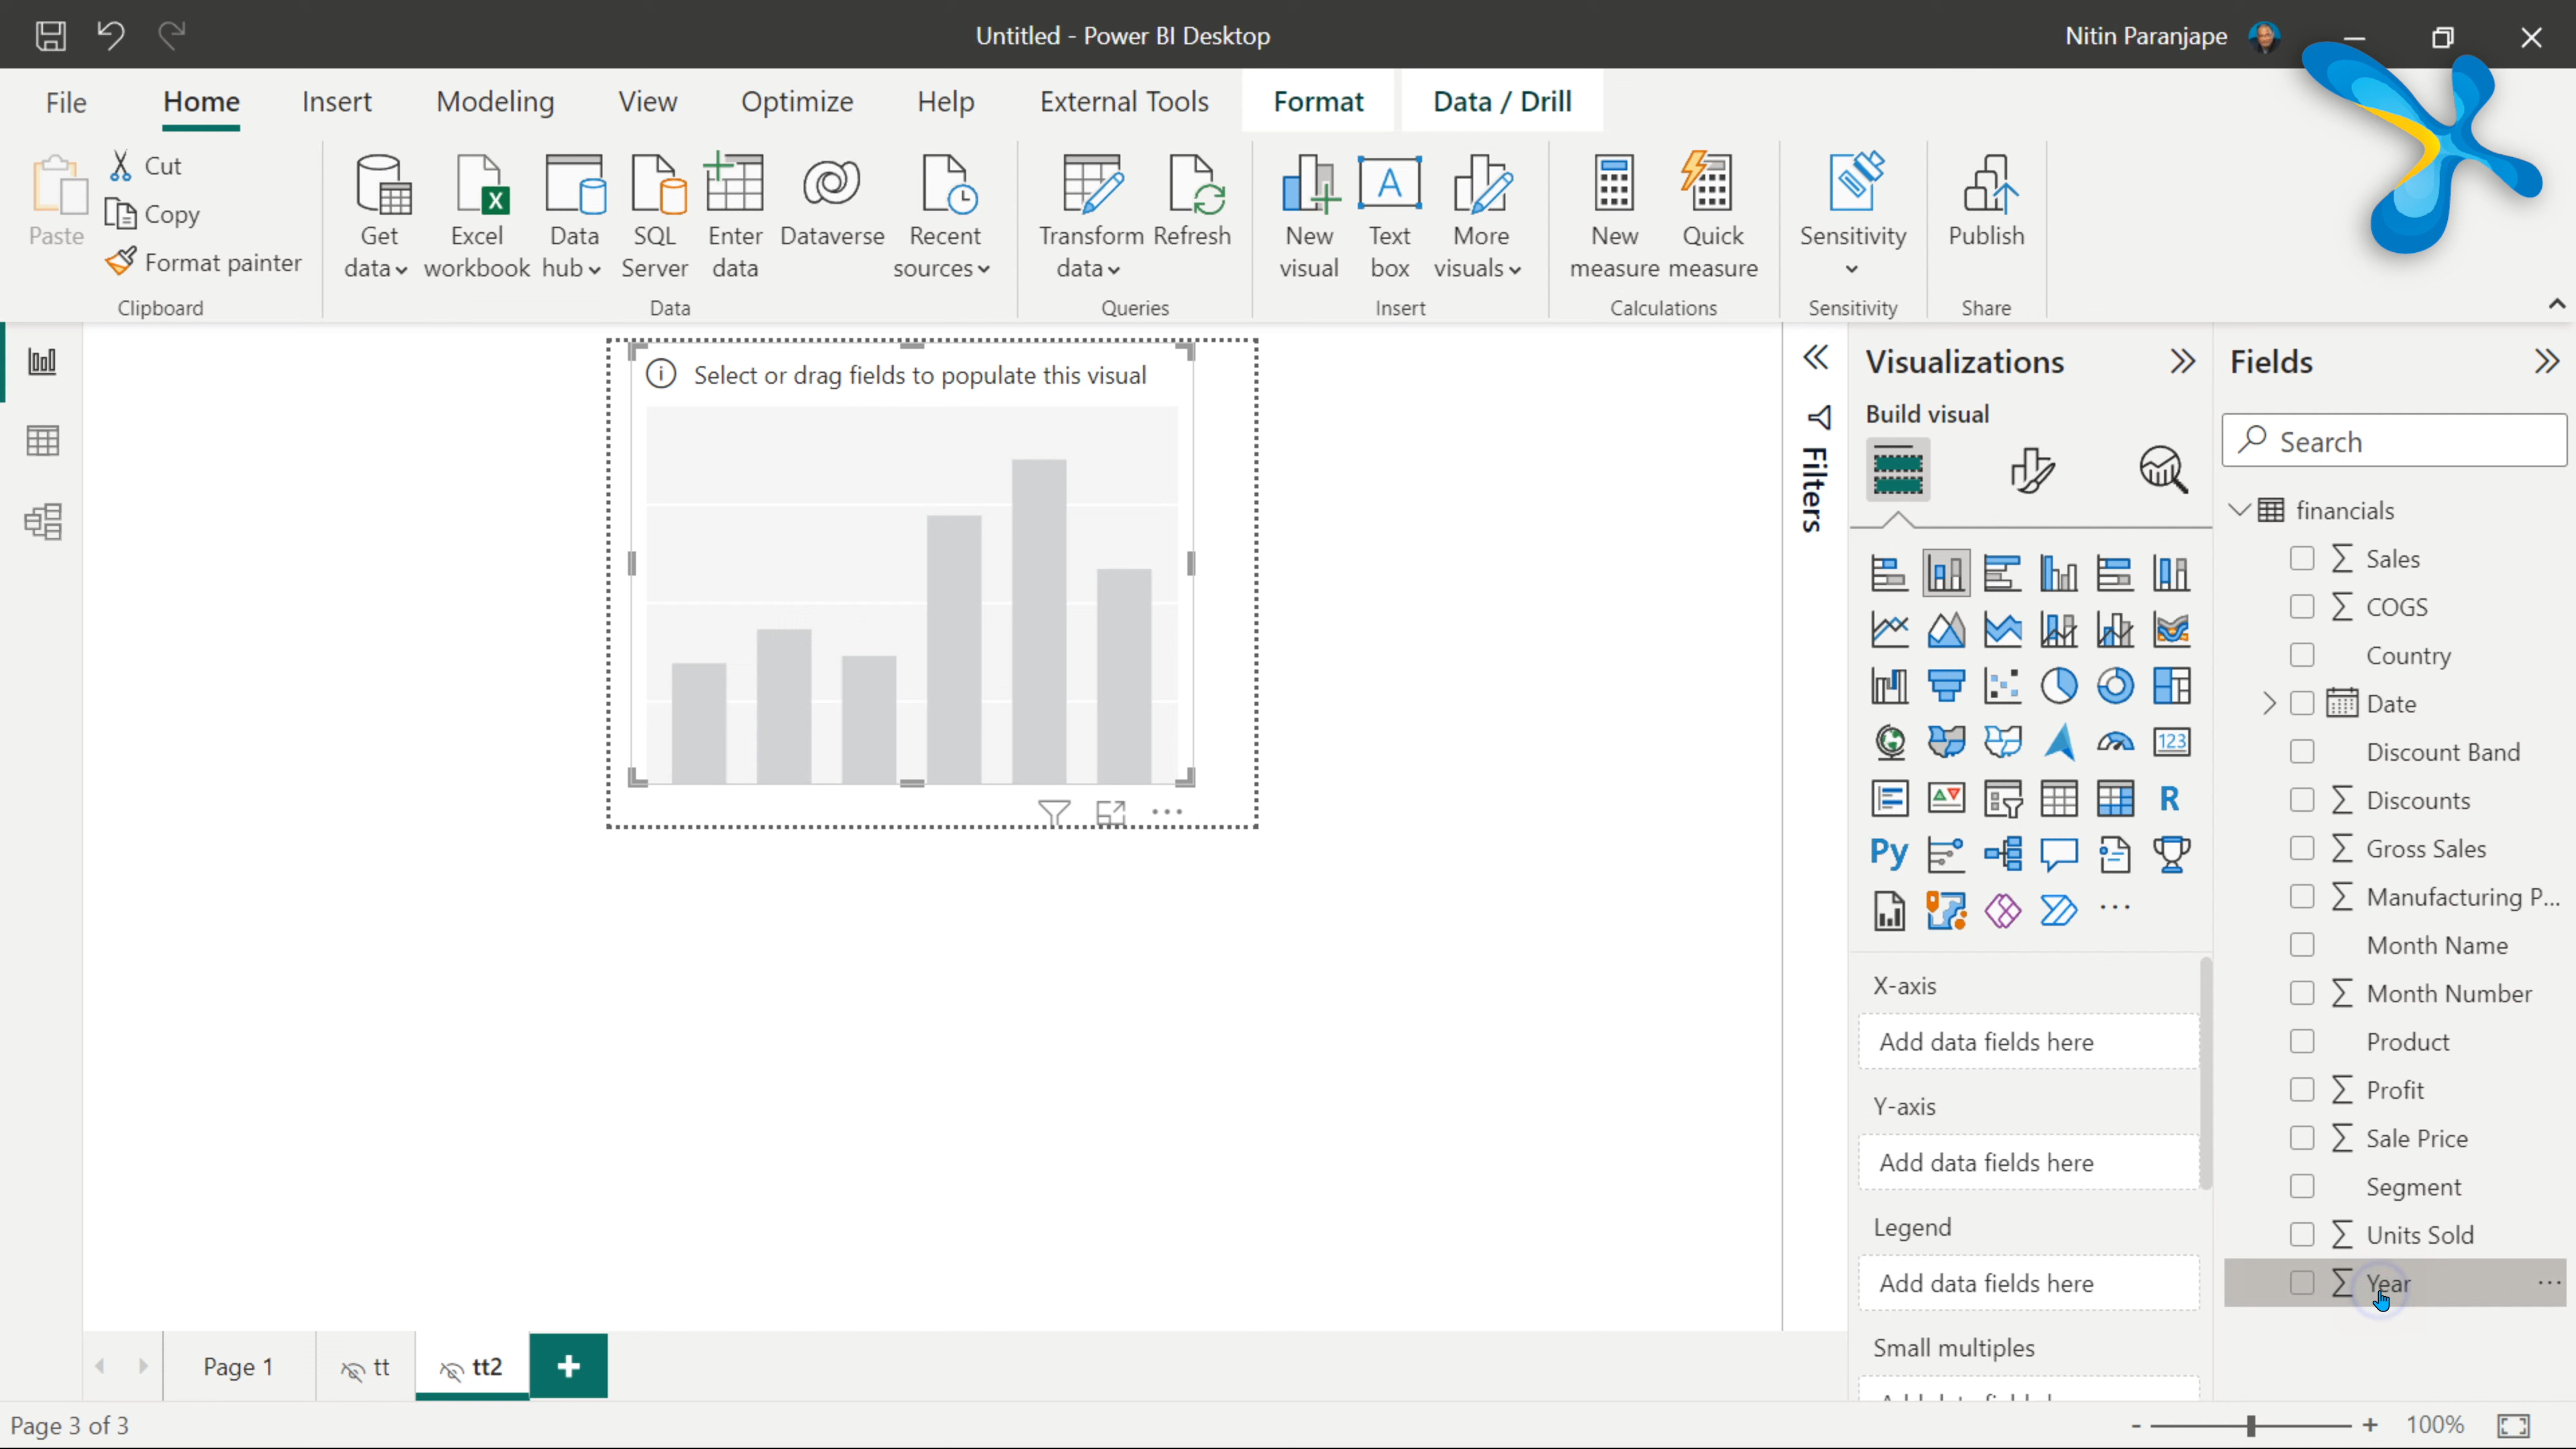 Untitled - Power BI Desktop
Nitin Paranjape
File
Home
Insert
Modeling
View
Optimize
Help
External Tools
Format
Data / Drill
Paste
Cut
Copy
Format painter
Clipboard
Get
data
Excel
workbook
Data
hub
SQL
Server
Enter
data
Dataverse
Recent
sources
Data
Transform
data
Refresh
Queries
New
visual
Text
box
More
visuals
Insert
New
measure
Quick
measure
Calculations
Sensitivity
Sensitivity
Publish
Share
Select or drag fields to populate this visual
Filters
Visualizations
Build visual
123
R
Py
X-axis
Add data fields here
Y-axis
Add data fields here
Legend
Add data fields here
Small multiples
Fields
Search
financials
Sales
COGS
Country
Date
Discount Band
Discounts
Gross Sales
Manufacturing P...
Month Name
Month Number
Product
Profit
Sale Price
Segment
Units Sold
Year
Page 1
tt
tt2
Page 3 of 3
100%